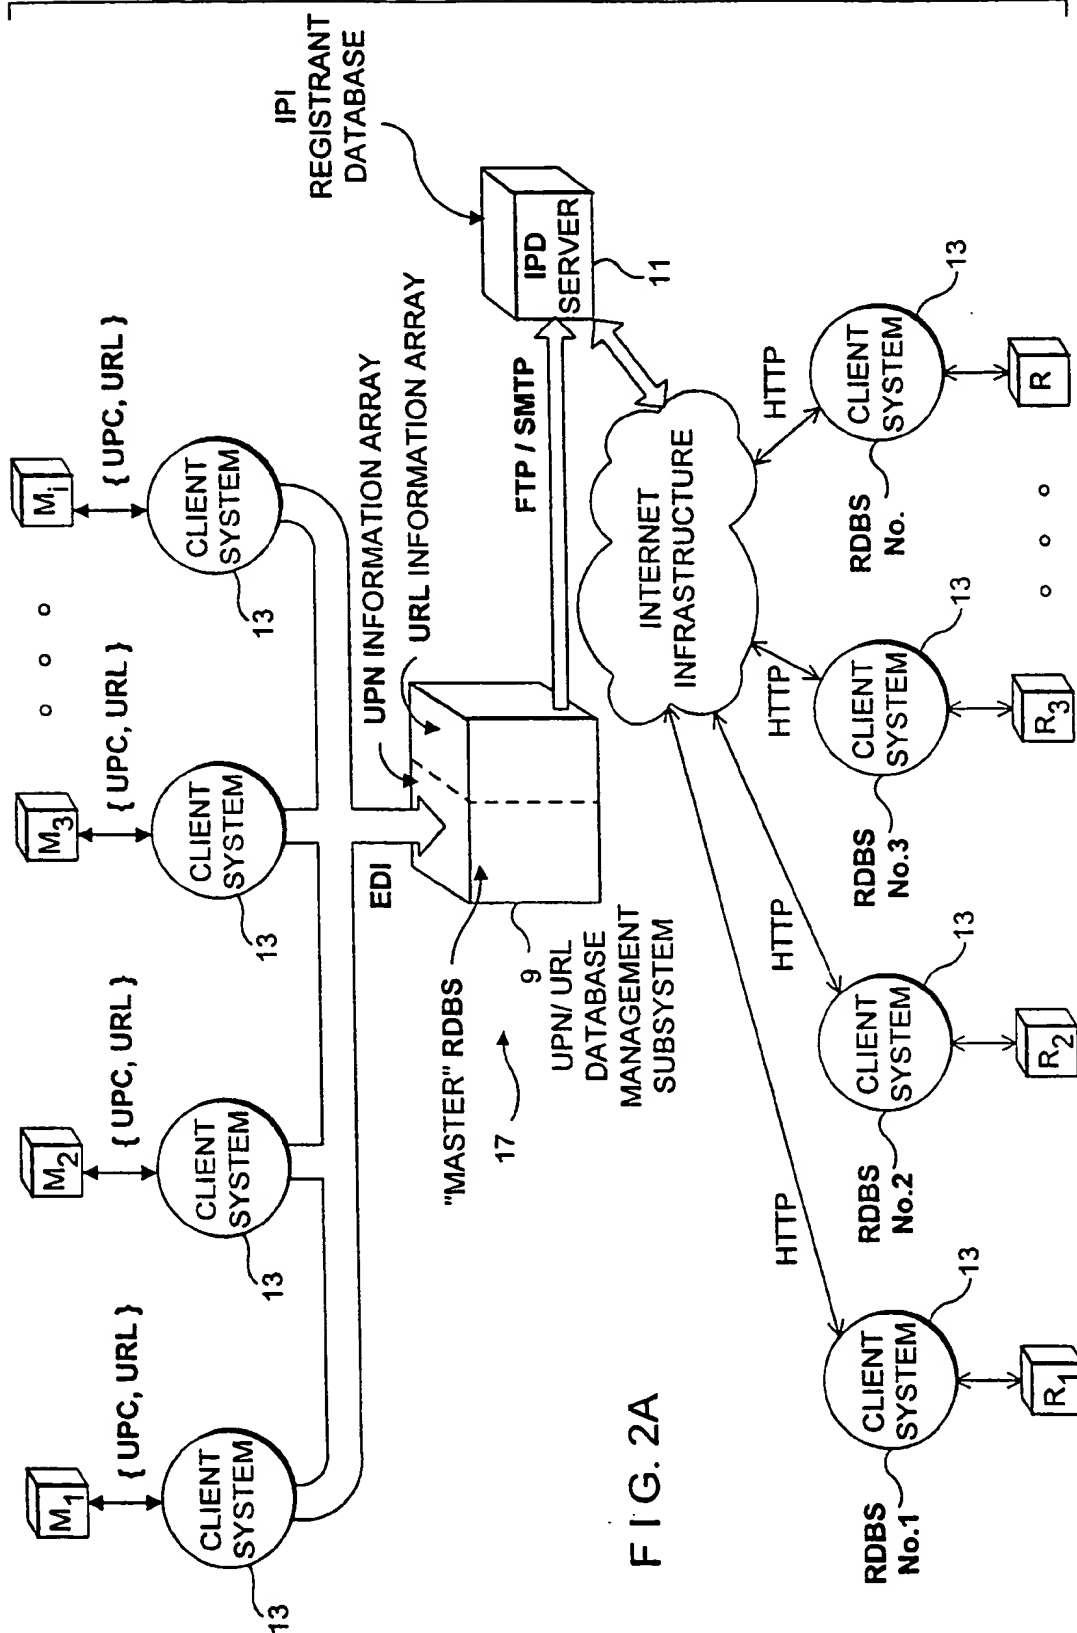 M1
M2
M3
Mi
{ UPC, URL }
{ UPC, URL }
{ UPC, URL }
{ UPC, URL }
CLIENT
SYSTEM
CLIENT
SYSTEM
CLIENT
SYSTEM
CLIENT
SYSTEM
13
13
13
13
IPI
REGISTRANT
DATABASE
UPN INFORMATION ARRAY
URL INFORMATION ARRAY
EDI
"MASTER" RDBS
9
UPN/ URL
DATABASE
MANAGEMENT
SUBSYSTEM
17
FTP / SMTP
IPD
SERVER
11
INTERNET
INFRASTRUCTURE
HTTP
HTTP
HTTP
HTTP
CLIENT
SYSTEM
CLIENT
SYSTEM
CLIENT
SYSTEM
CLIENT
SYSTEM
13
13
13
13
RDBS
No.1
RDBS
No.2
RDBS
No.3
RDBS
No.
R1
R2
R3
R
F I G. 2A